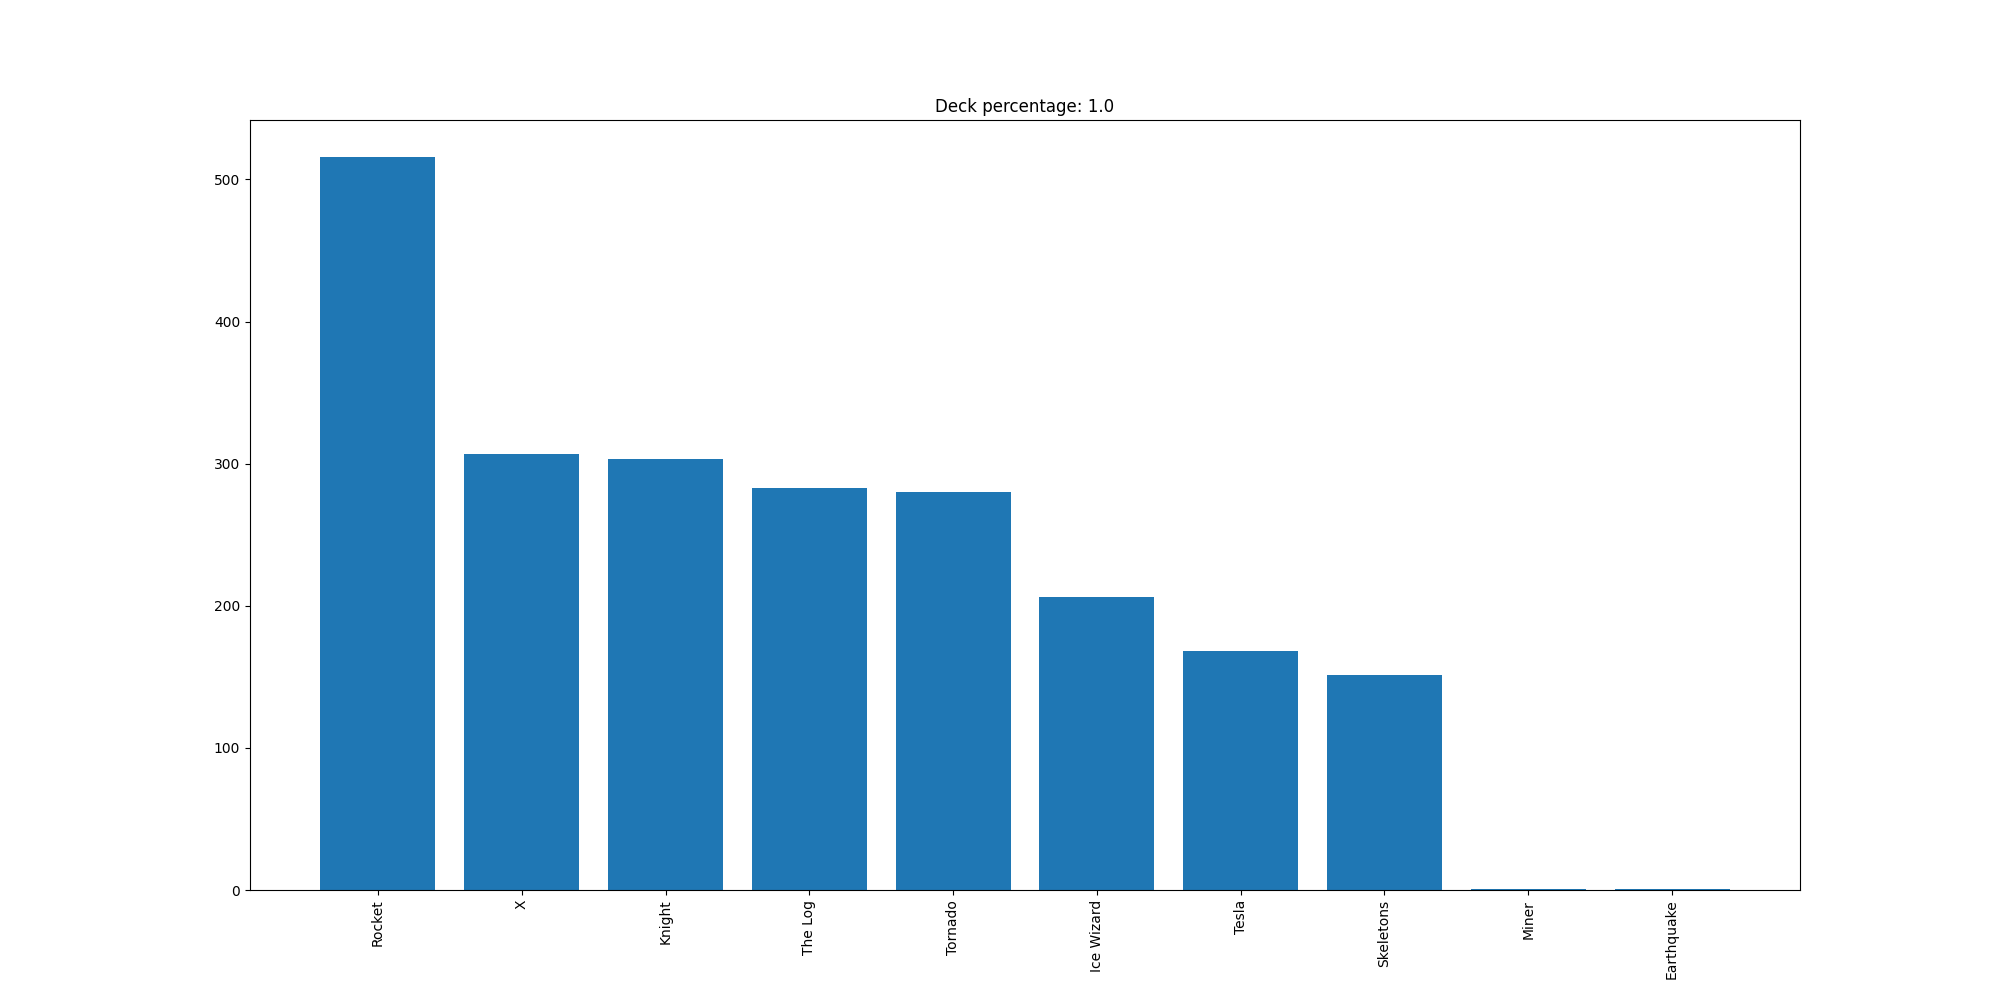 Deck percentage: 1.0
500
400
300
200
100
0
Rocket
X
Knight
The Log
Tornado
Ice Wizard
Tesla
Skeletons
Miner
Earthquake